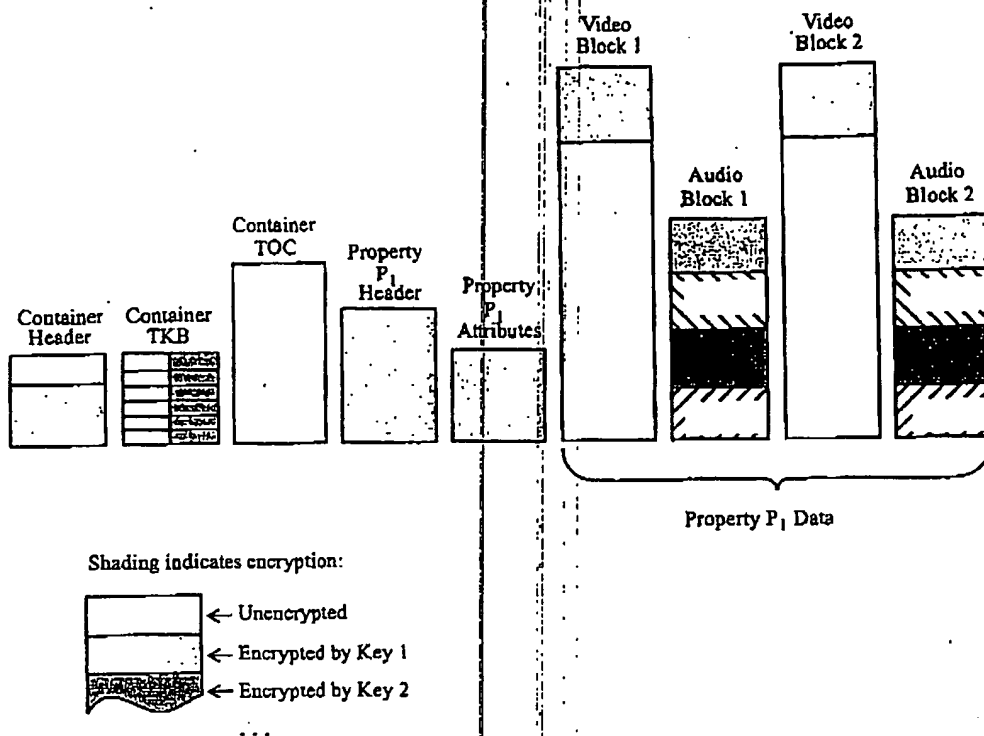 Video
Block 1
Video
Block 2
Audio
Block 1
Audio
Block 2
Container
TOC
Property
P1
Header
Property
P1
Attributes
Container
Header
Container
TKB
Property P1 Data
Shading indicates encryption:
Unencrypted
Encrypted by Key 1
Encrypted by Key 2
...